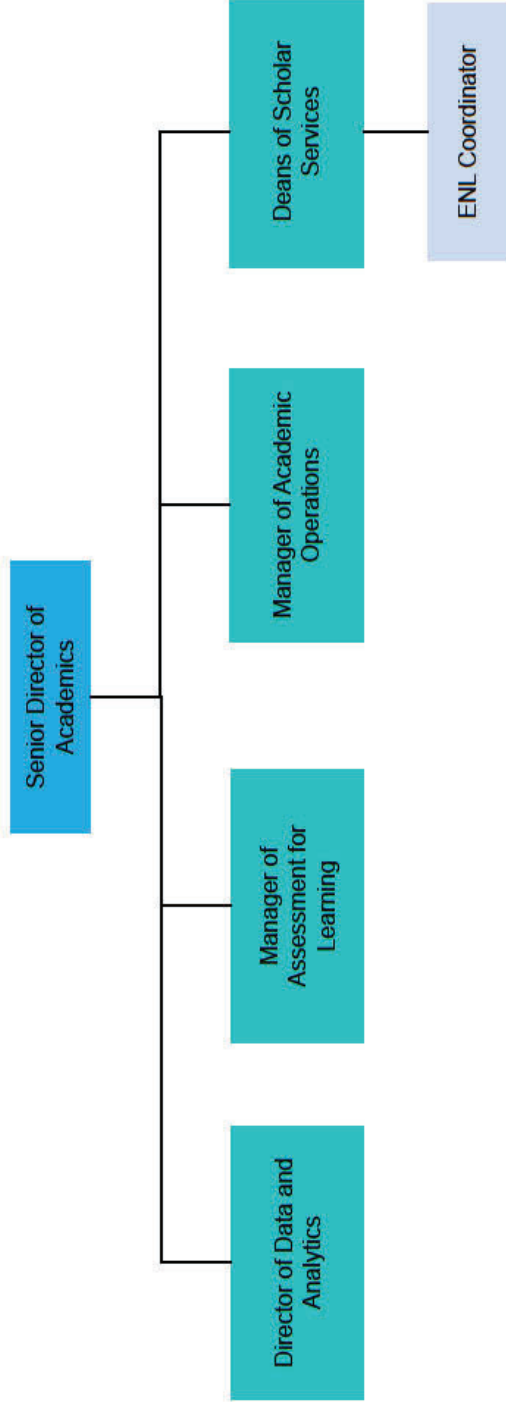 Senior Director of
Academics
Director of Data and
Analytics
Manager of
Assessment for
Learning
Manager of Academic
Operations
Deans of Scholar
Services
ENL Coordinator